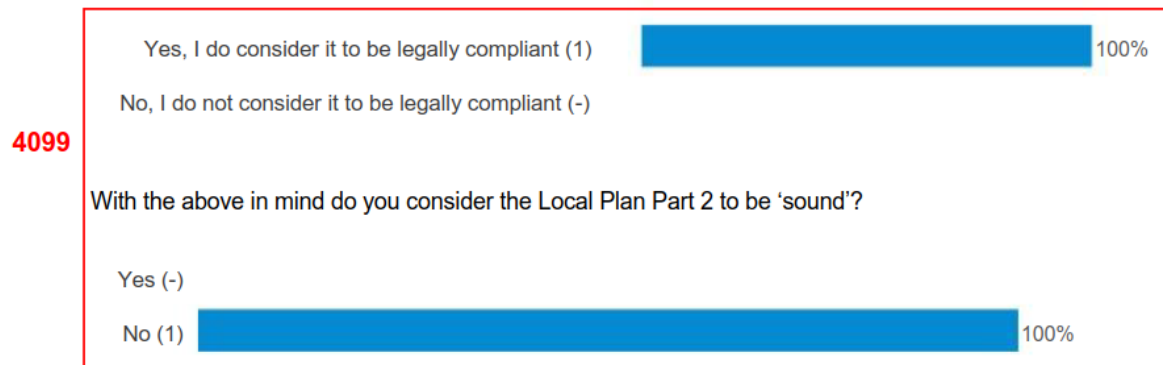 Yes, I do consider it to be legally compliant (1)
100%
No, I do not consider it to be legally compliant (-)
4099
With the above in mind do you consider the Local Plan Part 2 to be ‘sound’?
Yes (-)
No (1)
100%